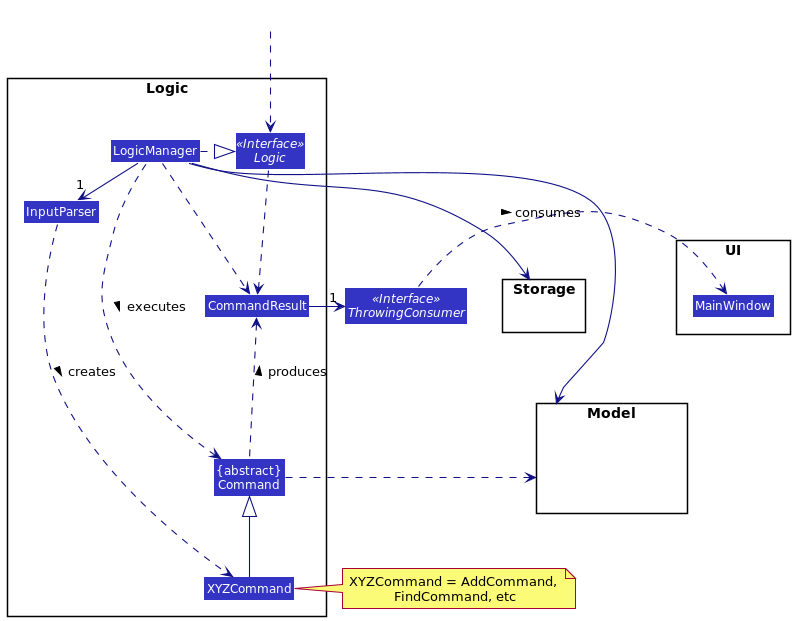 Logic
LogicManager
«Interface»
Logic
1
InputParser
consumes
UI
Storage
«Interface»
ThrowingConsumer
1
CommandResult
MainWindow
executes
creates
produces
Model
{abstract}
Command
XYZCommand
XYZCommand = AddCommand,
FindCommand, etc